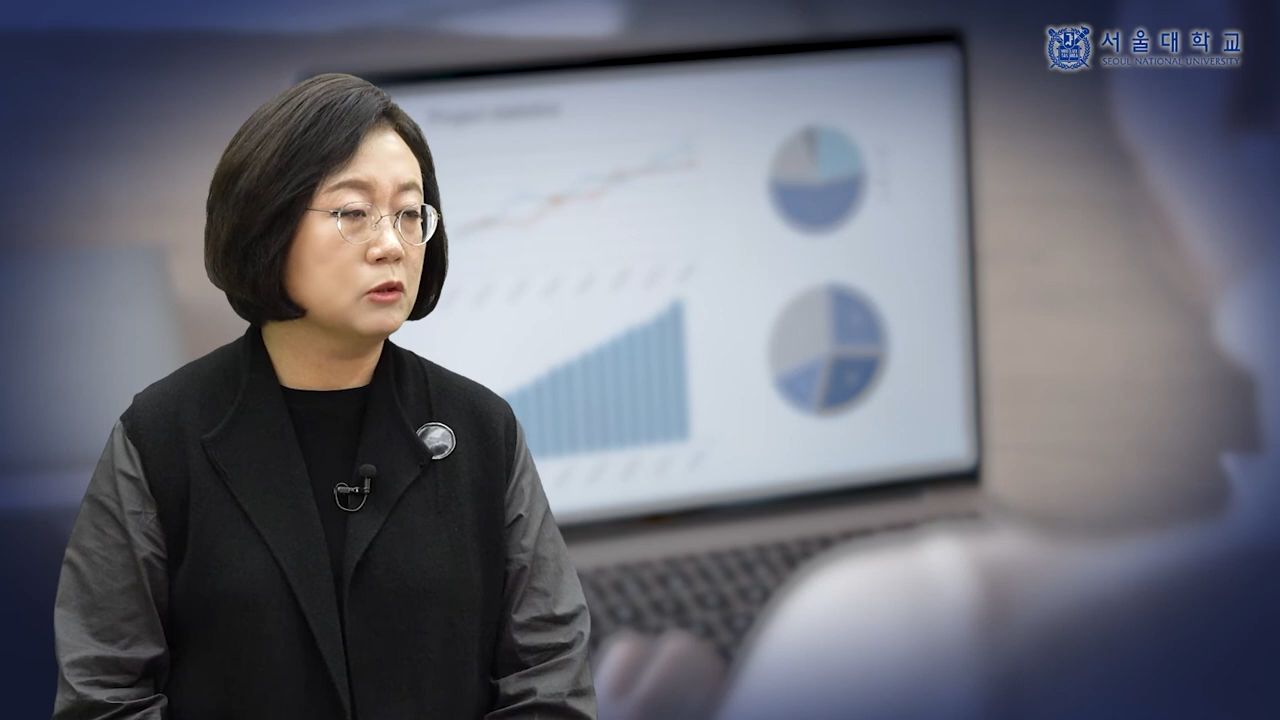 서울대학교
SEOUL NATIONAL UNIVERSITY